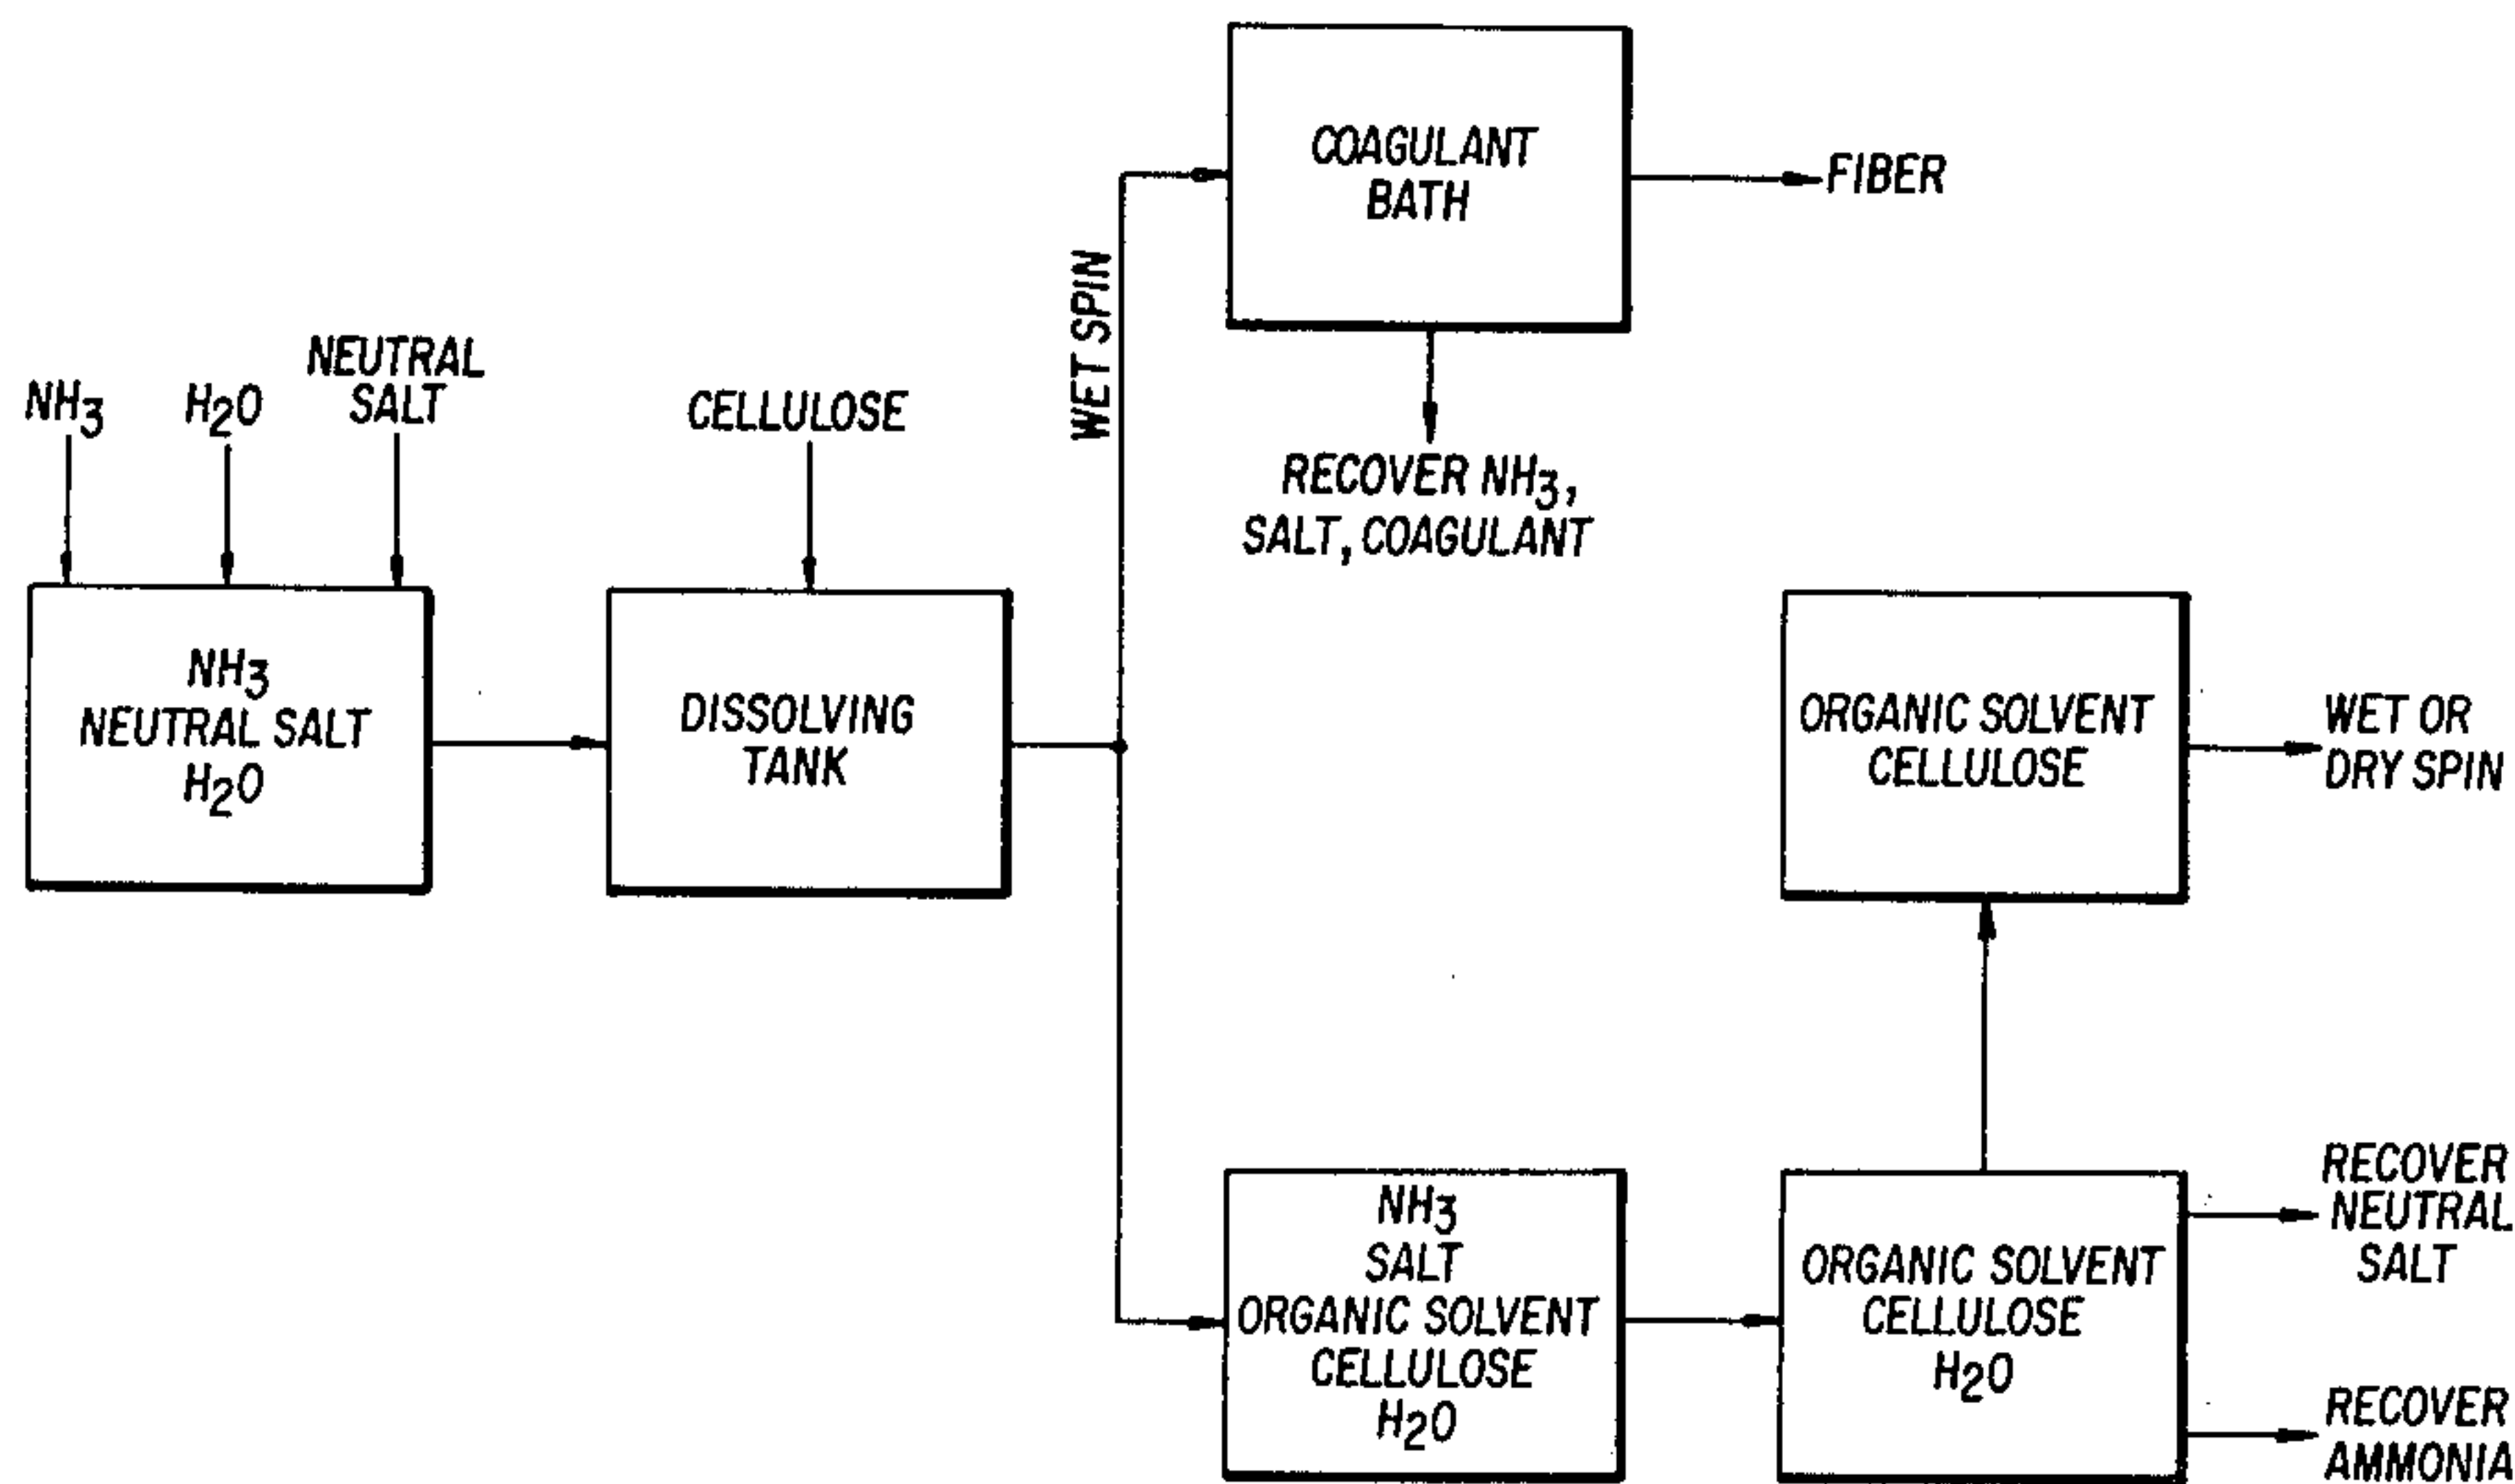 COAGULANT
BATH
FIBER
WET SPIN
RECOVER NH3,
SALT, COAGULANT
NH3
H2O
NEUTRAL
SALT
CELLULOSE
NH3
NEUTRAL SALT
H2O
DISSOLVING
TANK
ORGANIC SOLVENT
CELLULOSE
WET OR
DRY SPIN
NH3
SALT
ORGANIC SOLVENT
CELLULOSE
H2O
ORGANIC SOLVENT
CELLULOSE
H2O
RECOVER
NEUTRAL
SALT
RECOVER
AMMONIA